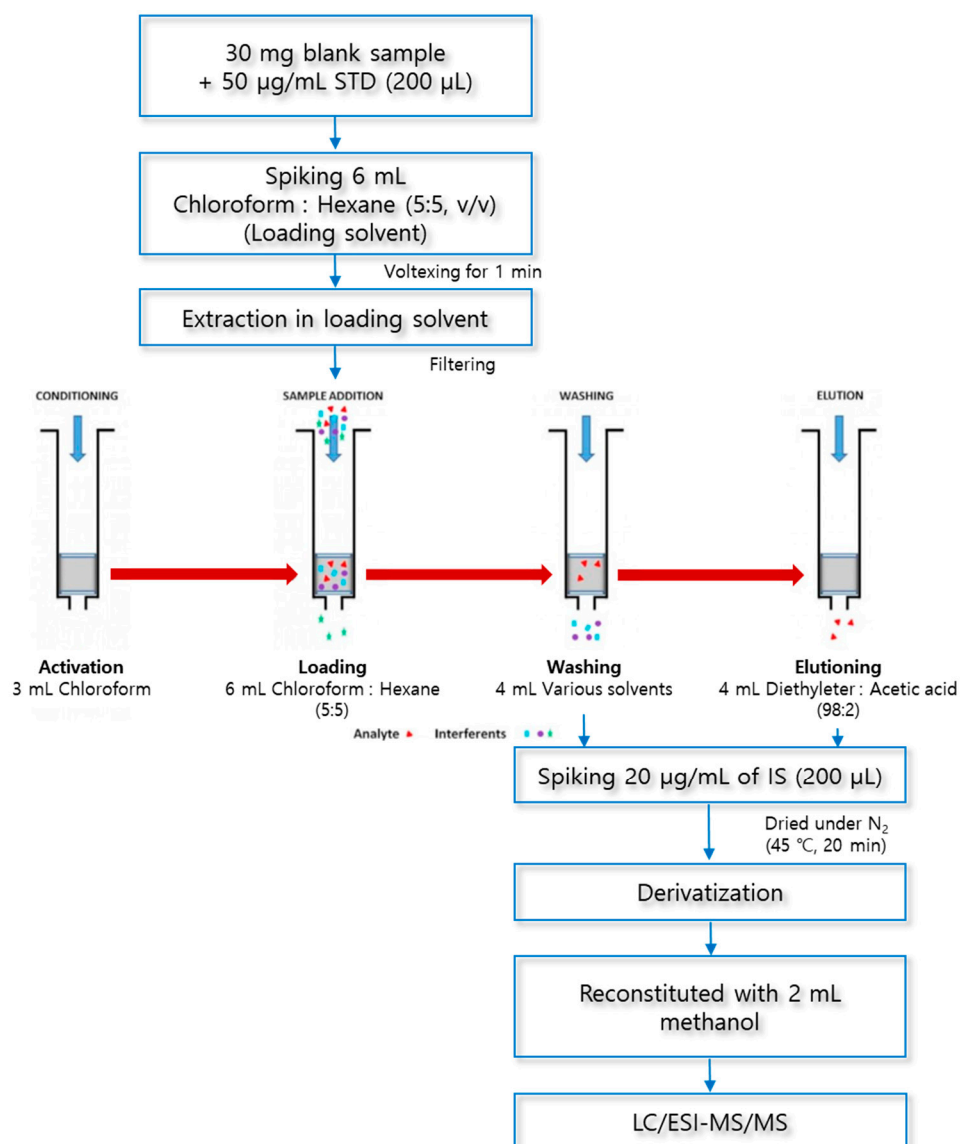 30 mg blank sample
+ 50 µg/mL STD (200 µL)
Spiking 6 mL
Chloroform : Hexane (5:5, v/v)
(Loading solvent)
Voltexing for 1 min
Extraction in loading solvent
Filtering
CONDITIONING
SAMPLE ADDITION
WASHING
ELUTION
Activation
3 mL Chloroform
Loading
6 mL Chloroform : Hexane
(5:5)
Washing
4 mL Various solvents
Elutioning
4 mL Diethyleter : Acetic acid
(98:2)
Analyte Interferents
Spiking 20 µg/mL of IS (200 µL)
Dried under N₂
(45 ℃, 20 min)
Derivatization
Reconstituted with 2 mL
methanol
LC/ESI-MS/MS